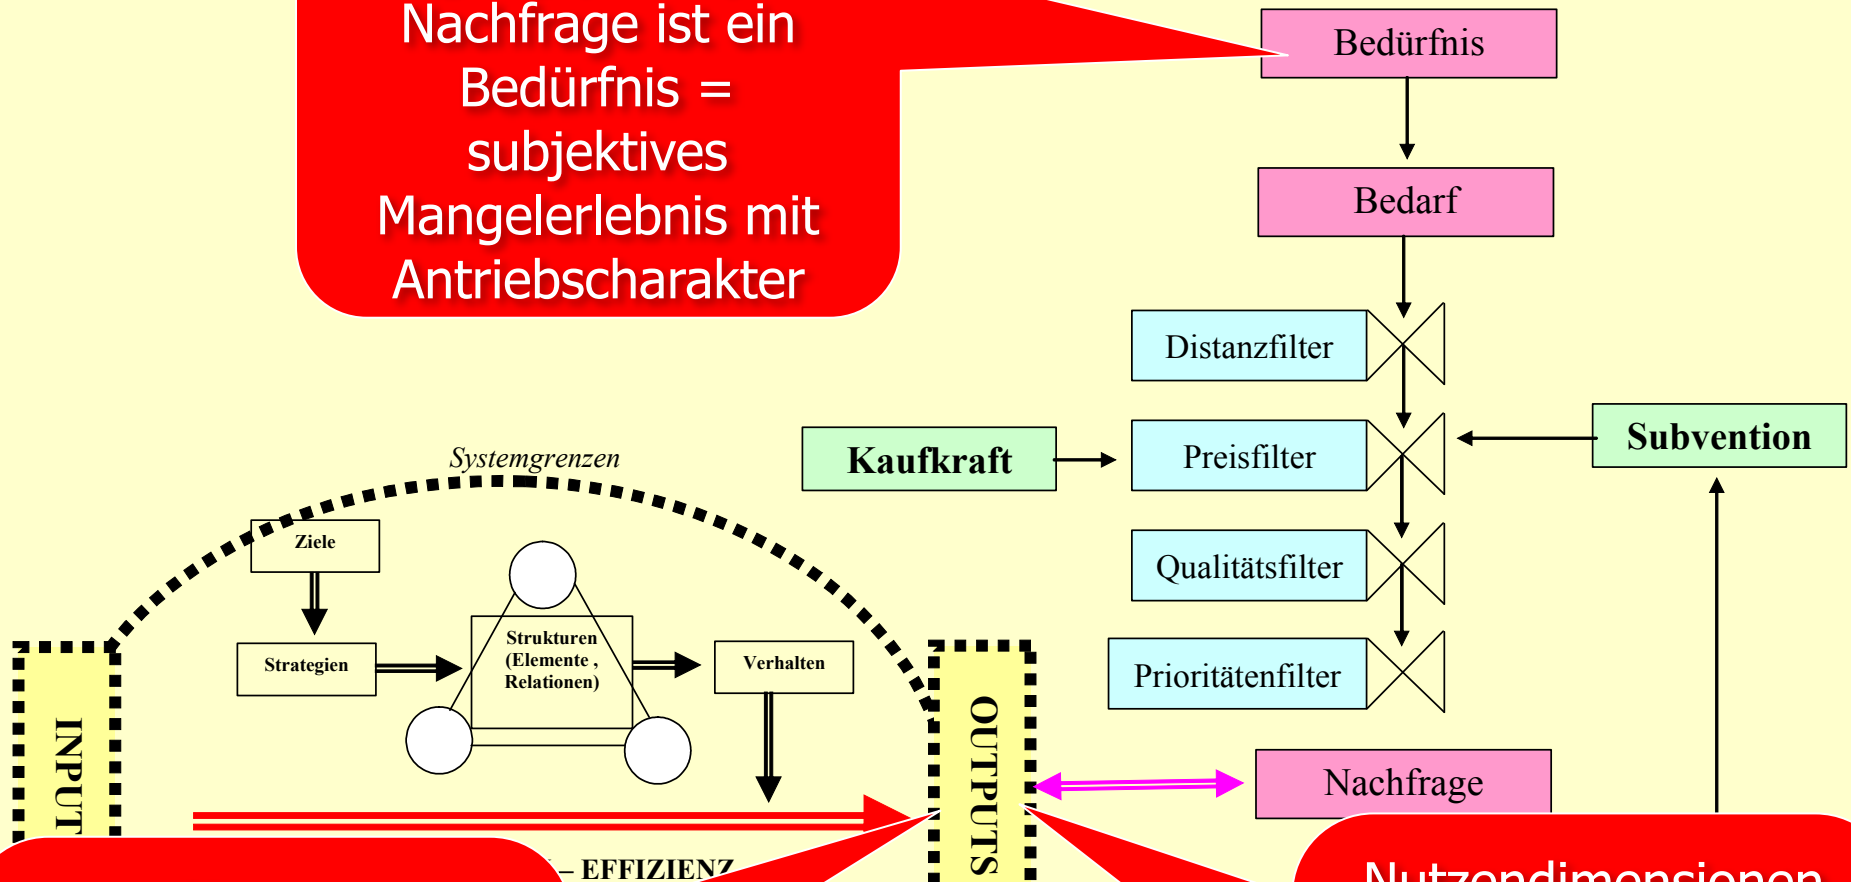 Nachfrage ist ein
Bedürfnis =
subjektives
Mangelerlebnis mit
Antriebscharakter
Bedürfnis
Bedarf
Distanzfilter
Kaufkraft
Preisfilter
Subvention
Qualitätsfilter
Prioritätenfilter
Nachfrage
Systemgrenzen
Ziele
Strategien
Strukturen
(Elemente ,
Relationen)
Verhalten
INPUT
OUTPUTS
– EFFIZIENZ
Nutzendimensionen